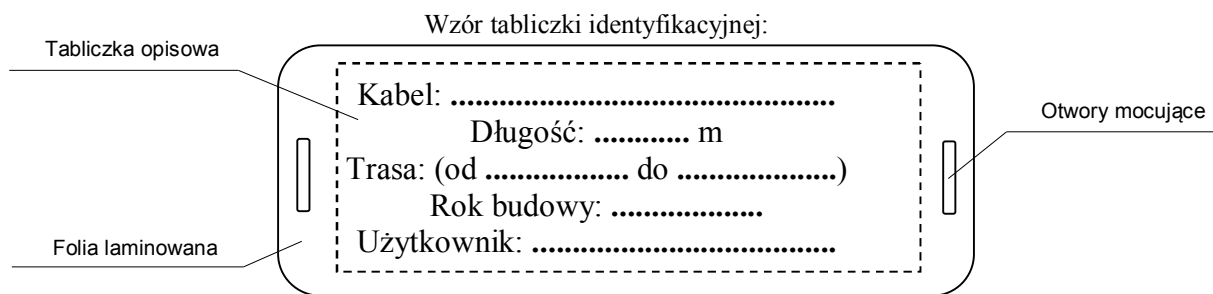 Wzór tabliczki identyfikacyjnej:
Tabliczka opisowa
Kabel: ................................................
Długość: ............ m
Otwory mocujące
Trasa: (od .................. do ....................)
Rok budowy: ...................
Użytkownik: ......................................
Folia laminowana